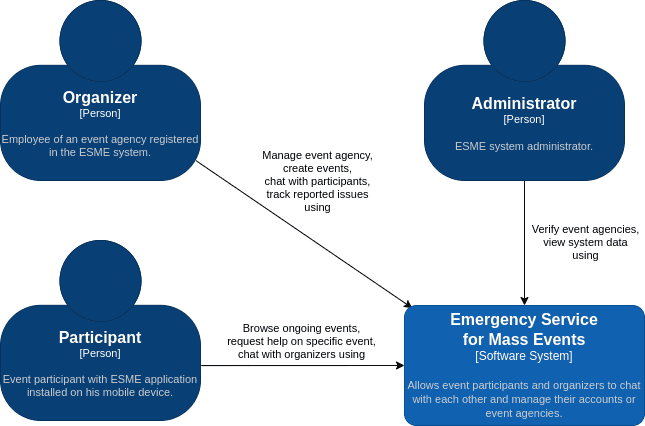 Organizer
[Person]
Employee of an event agency registered
in the ESME system.
Administrator
[Person]
ESME system administrator.
Manage event agency,
create events,
chat with participants,
track reported issues
using
Verify event agencies,
view system data
using
Participant
[Person]
Event participant with ESME application
installed on his mobile device.
Browse ongoing events,
request help on specific event,
chat with organizers using
Emergency Service
for Mass Events
[Software System]
Allows event participants and organizers to chat
with each other and manage their accounts or
event agencies.